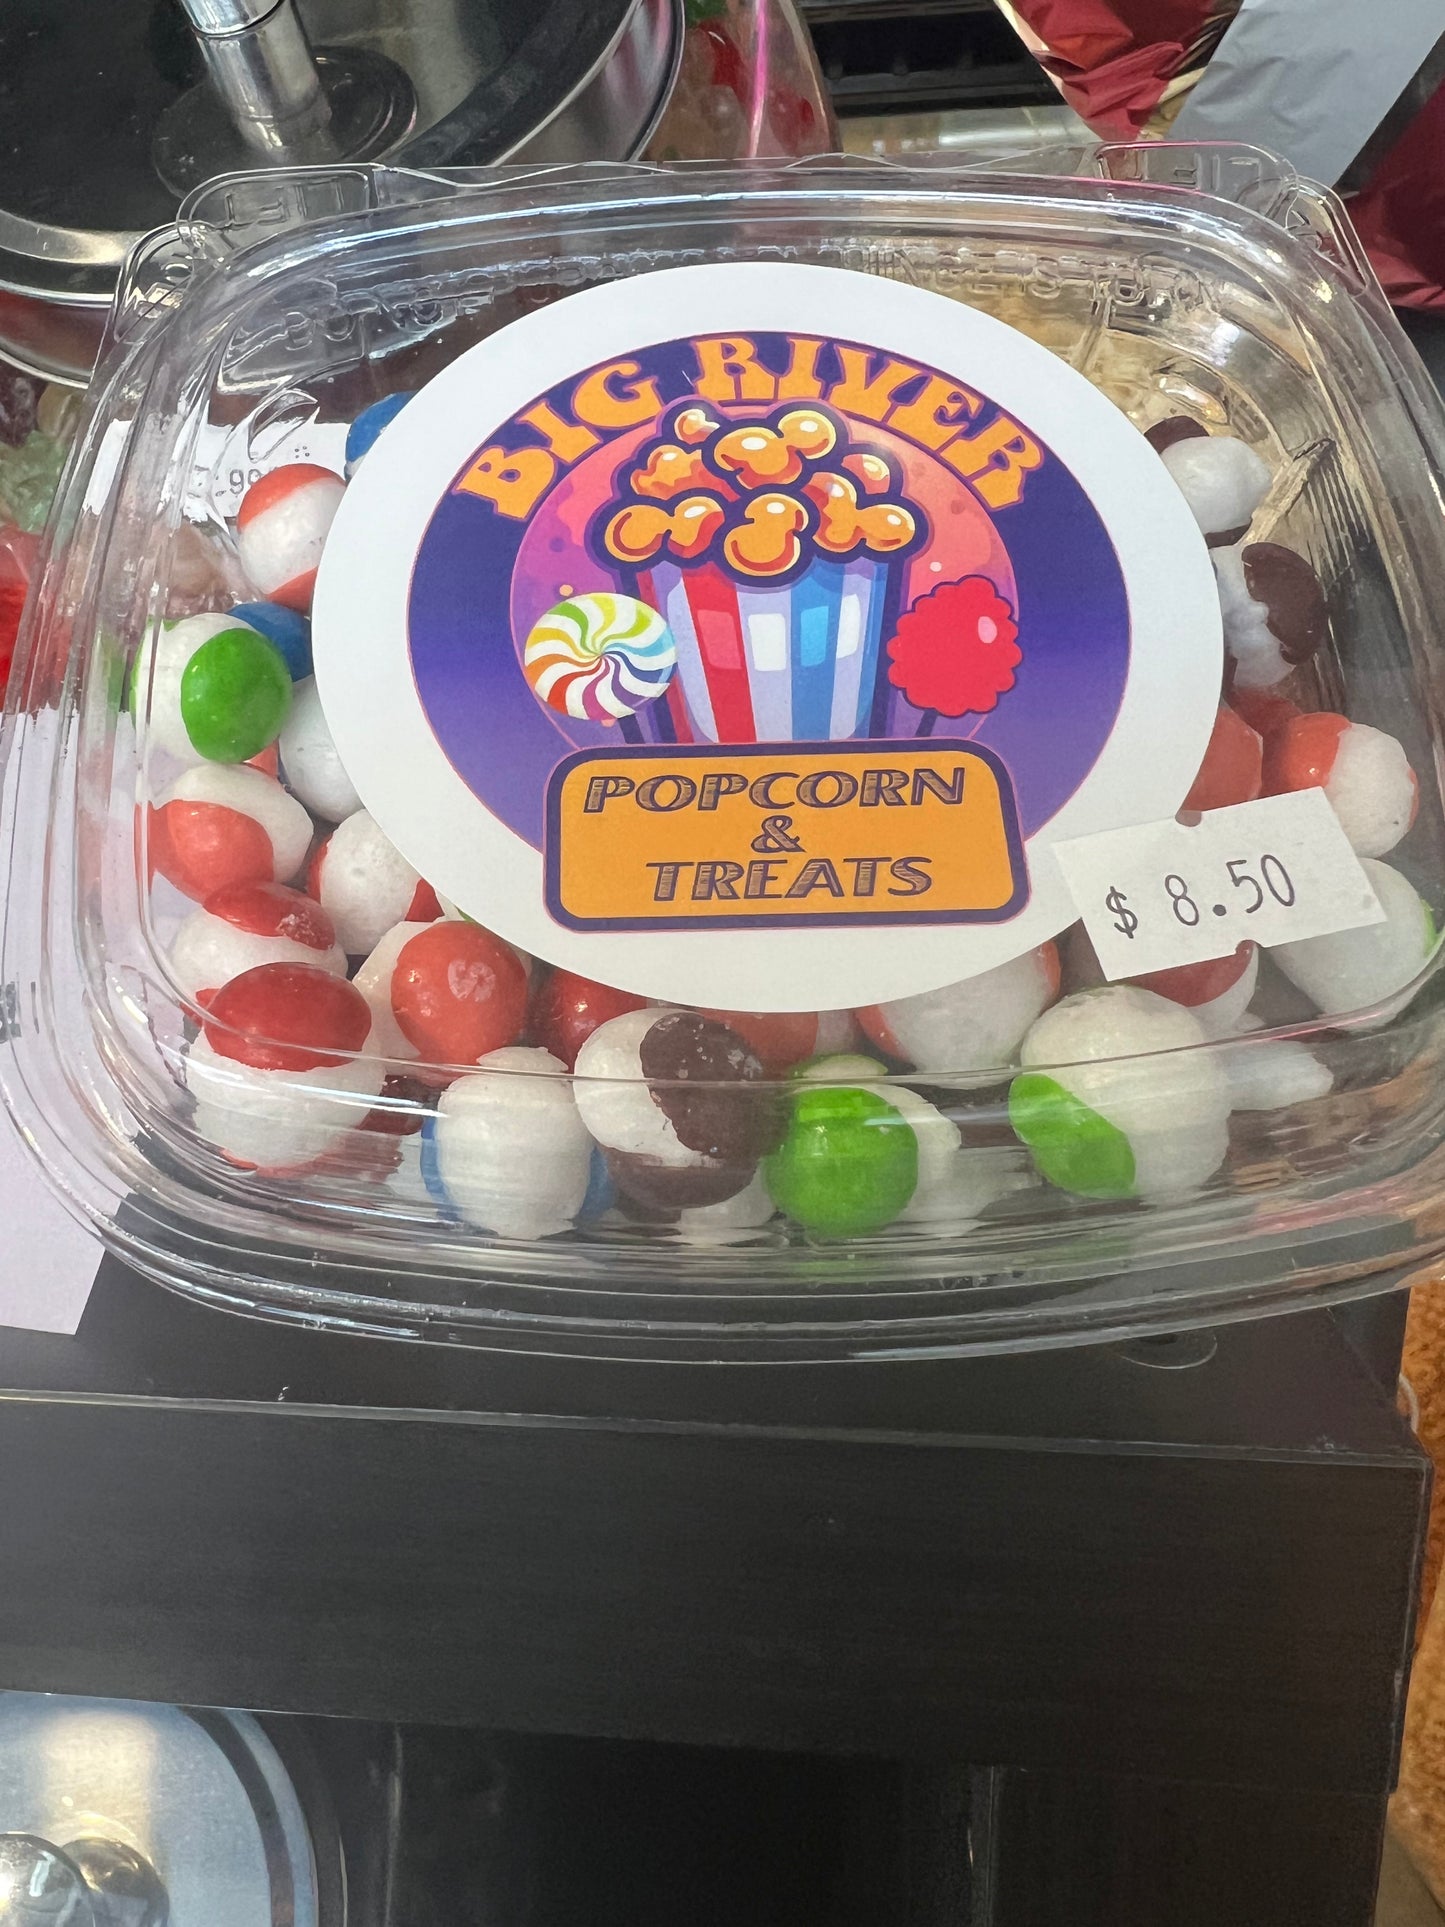 BIG RIVER
POPCORN
&
TREATS
$ 8.50